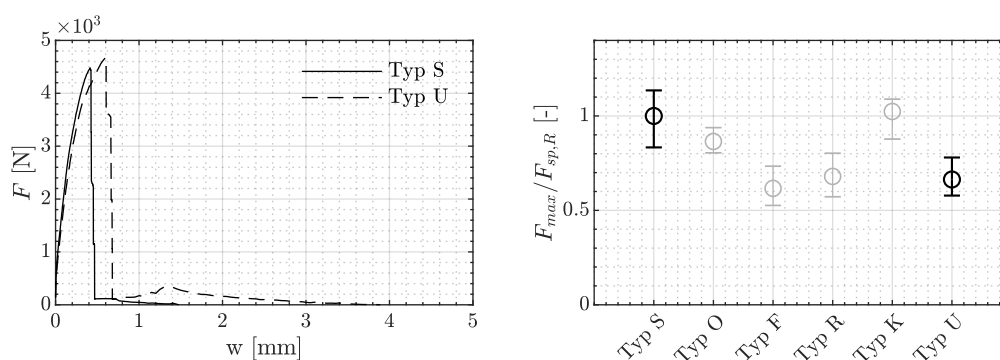 ×10³
5
4
3
2
1
0
F [N]
0 1 2 3 4 5
w [mm]
Typ S
Typ U
1
0.5
0
F_max/F_sp,R [-]
Typ S
Typ O
Typ F
Typ R
Typ K
Typ U